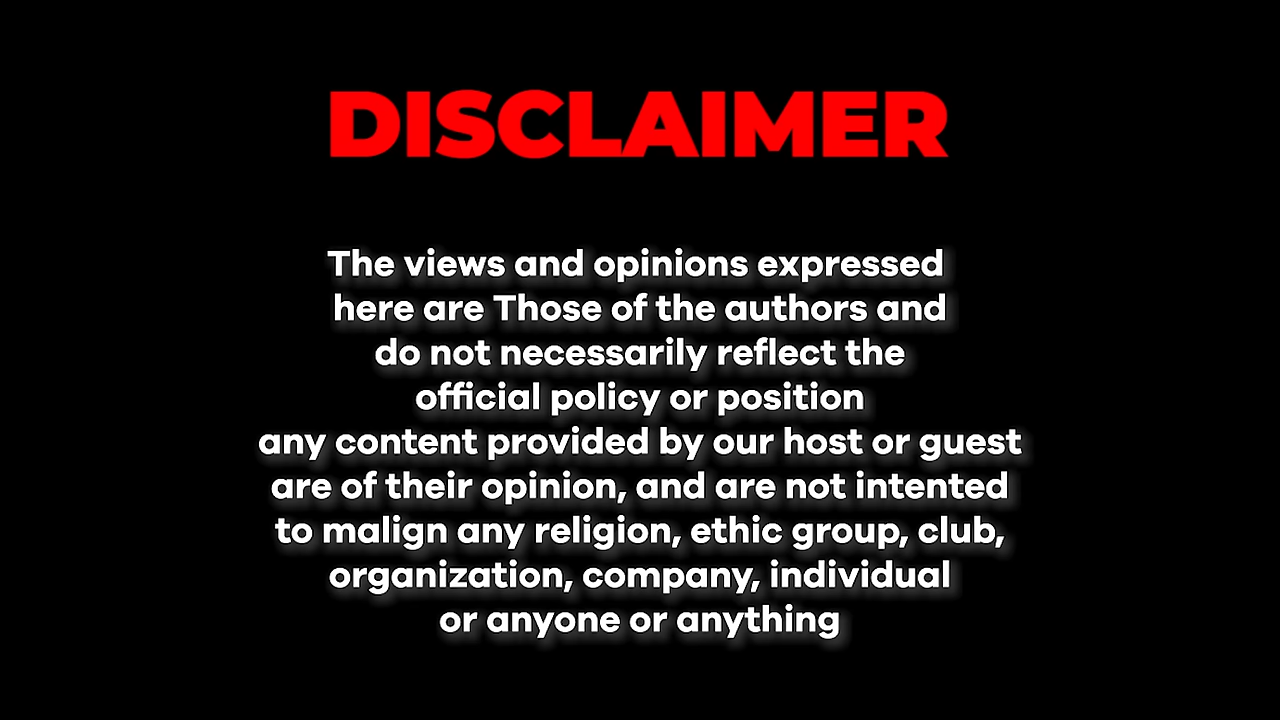 DISCLAIMER
The views and opinions expressed
here are Those of the authors and
do not necessarily reflect the
official policy or position
any content provided by our host or guest
are of their opinion, and are not intented
to malign any religion, ethic group, club,
organization, company, individual
or anyone or anything